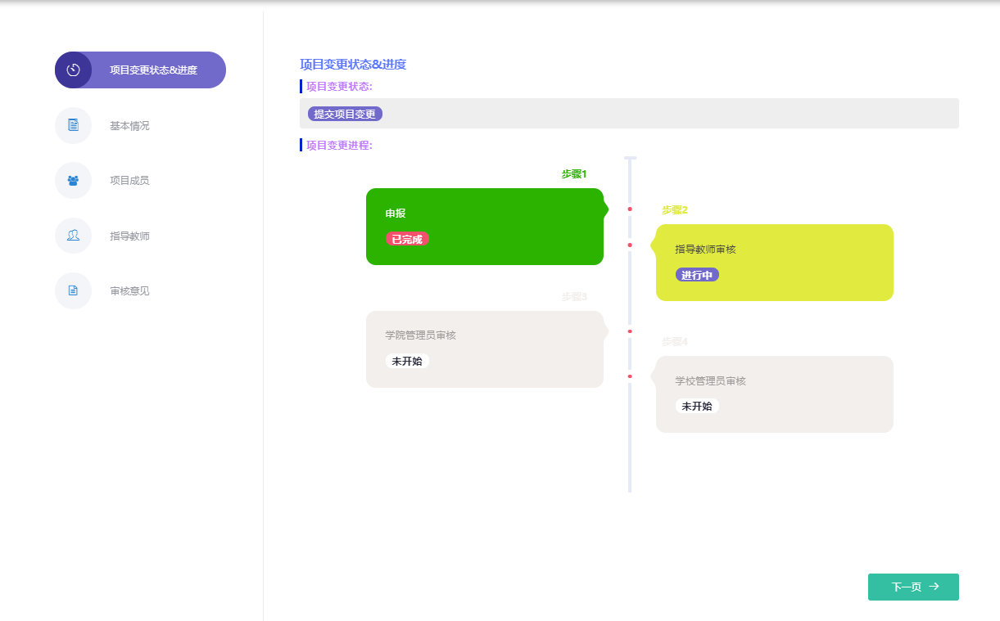 项目变更状态&进度
基本情况
项目成员
指导教师
审核意见
项目变更状态&进度
项目变更状态:
提交项目变更
项目变更进程:
步骤1
申报
已完成
步骤2
指导教师审核
进行中
步骤3
学院管理员审核
未开始
步骤4
学校管理员审核
未开始
下一页